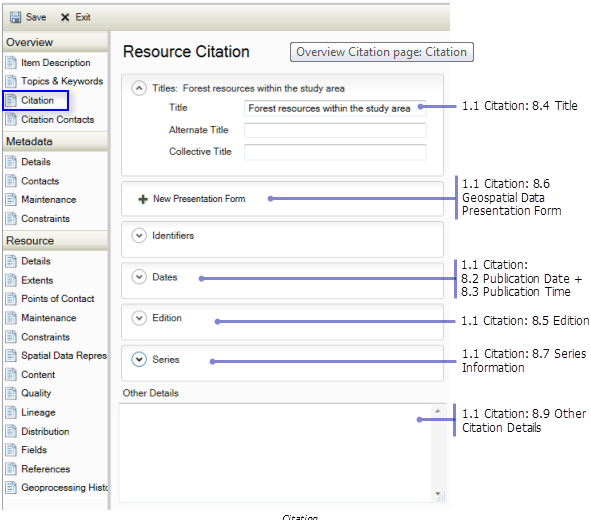 Save Exit
Overview
Item Description
Topics & Keywords
Citation
Citation Contacts
Metadata
Details
Contacts
Maintenance
Constraints
Resource
Details
Extents
Points of Contact
Maintenance
Constraints
Spatial Data Repres
Content
Quality
Lineage
Distribution
Fields
References
Geoprocessing Histo
Resource Citation
Overview Citation page: Citation
Titles: Forest resources within the study area
Title Forest resources within the study area
Alternate Title
Collective Title
New Presentation Form
Identifiers
Dates
Edition
Series
Other Details
1.1 Citation: 8.4 Title
1.1 Citation: 8.6
Geospatial Data
Presentation Form
1.1 Citation:
8.2 Publication Date +
8.3 Publication Time
1.1 Citation: 8.5 Edition
1.1 Citation: 8.7 Series
Information
1.1 Citation: 8.9 Other
Citation Details
Citation